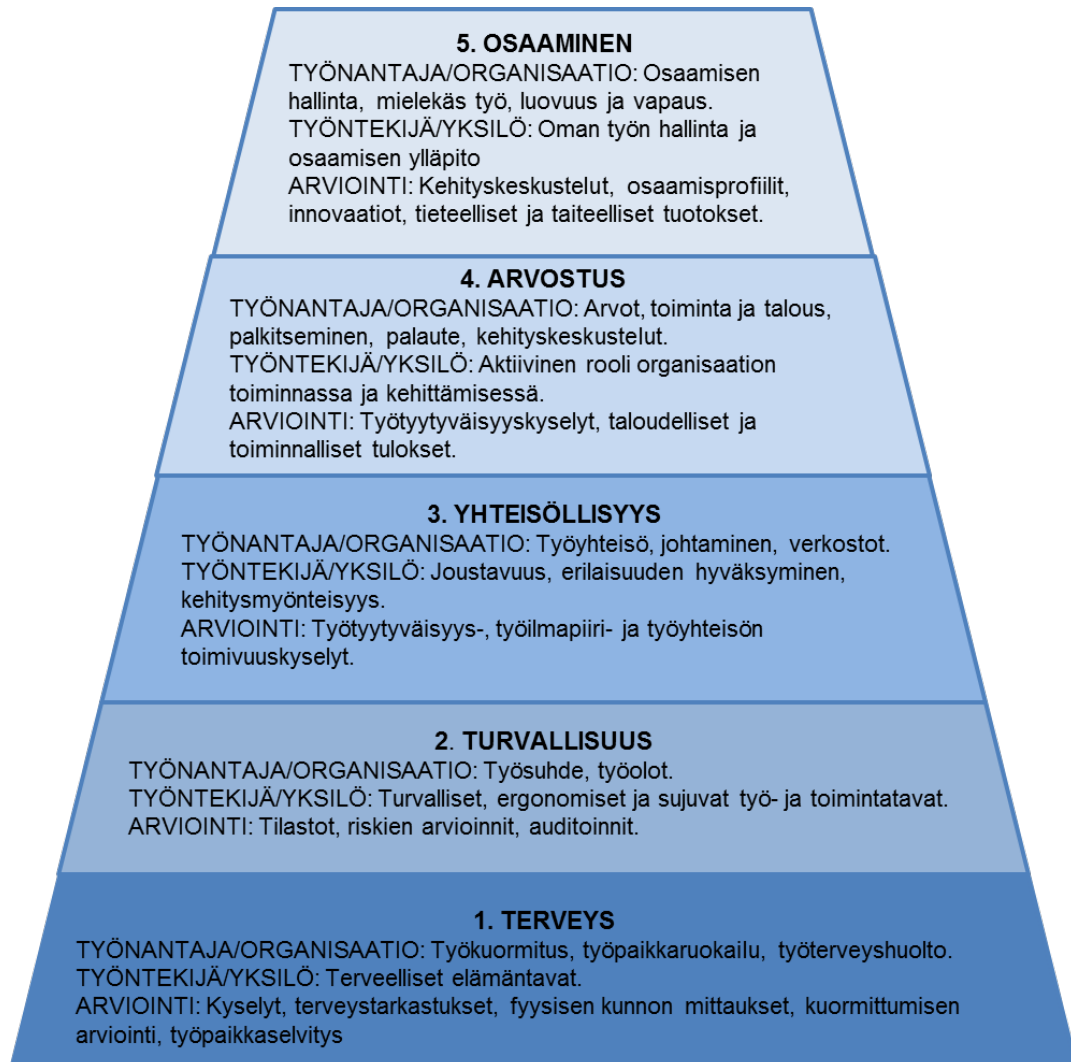 5. OSAAMINEN
TYÖNANTAJA/ORGANISAATIO: Osaamisen
hallinta, mielekäs työ, luovuus ja vapaus.
TYÖNTEKIJÄ/YKSILÖ: Oman työn hallinta ja
osaamisen ylläpito
ARVIOINTI: Kehityskeskustelut, osaamisprofiilit,
innovaatiot, tieteelliset ja taiteelliset tuotokset.
4. ARVOSTUS
TYÖNANTAJA/ORGANISAATIO: Arvot, toiminta ja talous,
palkitseminen, palaute, kehityskeskustelut.
TYÖNTEKIJÄ/YKSILÖ: Aktiivinen rooli organisaation
toiminnassa ja kehittämisessä.
ARVIOINTI: Työtyytyväisyyskyselyt, taloudelliset ja
toiminnalliset tulokset.
3. YHTEISÖLLISYYS
TYÖNANTAJA/ORGANISAATIO: Työyhteisö, johtaminen, verkostot.
TYÖNTEKIJÄ/YKSILÖ: Joustavuus, erilaisuuden hyväksyminen,
kehitysmyönteisyys.
ARVIOINTI: Työtyytyväisyys-, työilmapiiri- ja työyhteisön
toimivuuskyselyt.
2. TURVALLISUUS
TYÖNANTAJA/ORGANISAATIO: Työsuhde, työolot.
TYÖNTEKIJÄ/YKSILÖ: Turvalliset, ergonomiset ja sujuvat työ- ja toimintatavat.
ARVIOINTI: Tilastot, riskien arvioinnit, auditoinnit.
1. TERVEYS
TYÖNANTAJA/ORGANISAATIO: Työkuormitus, työpaikkaruokailu, työterveyshuolto.
TYÖNTEKIJÄ/YKSILÖ: Terveelliset elämäntavat.
ARVIOINTI: Kyselyt, terveystarkastukset, fyysisen kunnon mittaukset, kuormittumisen
arviointi, työpaikkaselvitys